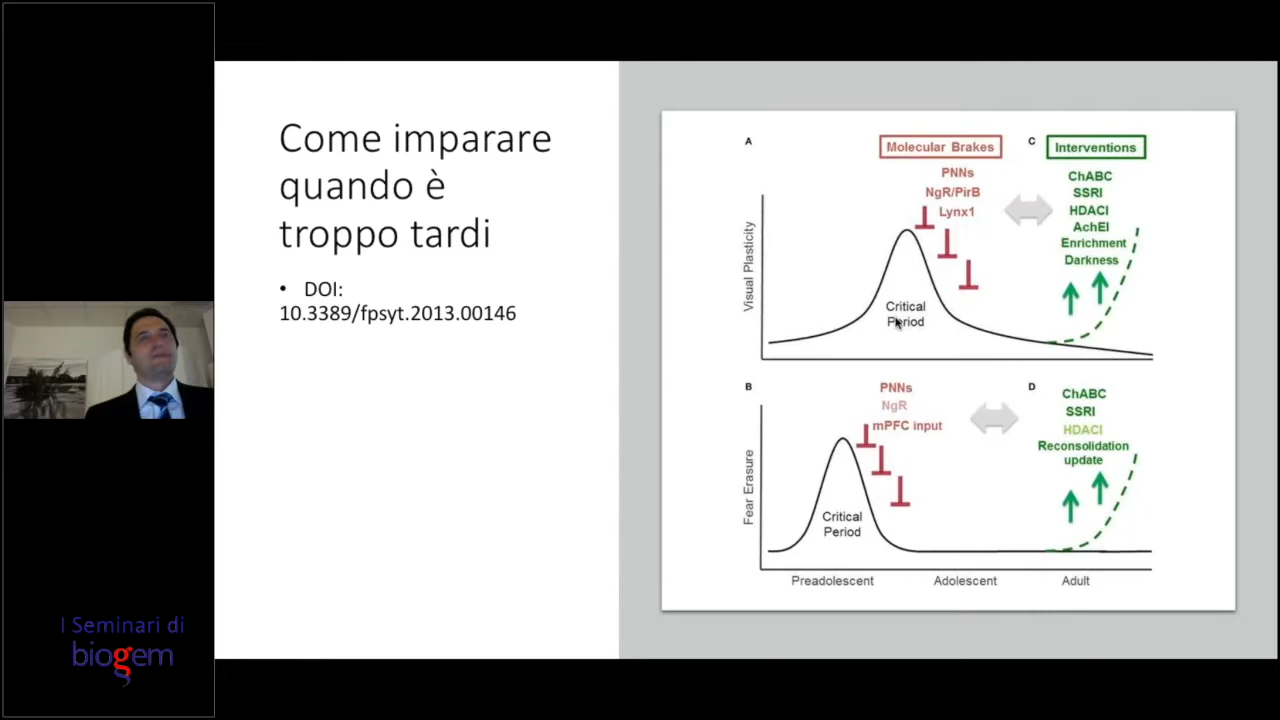 Come imparare
quando è
troppo tardi
• DOI:
10.3389/fpsyt.2013.00146
A
Molecular Brakes
PNNs
NgR/PirB
Lynx1
C
Interventions
ChABC
SSRI
HDACI
AchEI
Enrichment
Darkness
Visual Plasticity
Critical
Period
B
PNNs
NgR
mPFC input
D
ChABC
SSRI
HDACI
Reconsolidation
update
Fear Erasure
Critical
Period
Preadolescent
Adolescent
Adult
I Seminari di
biogem